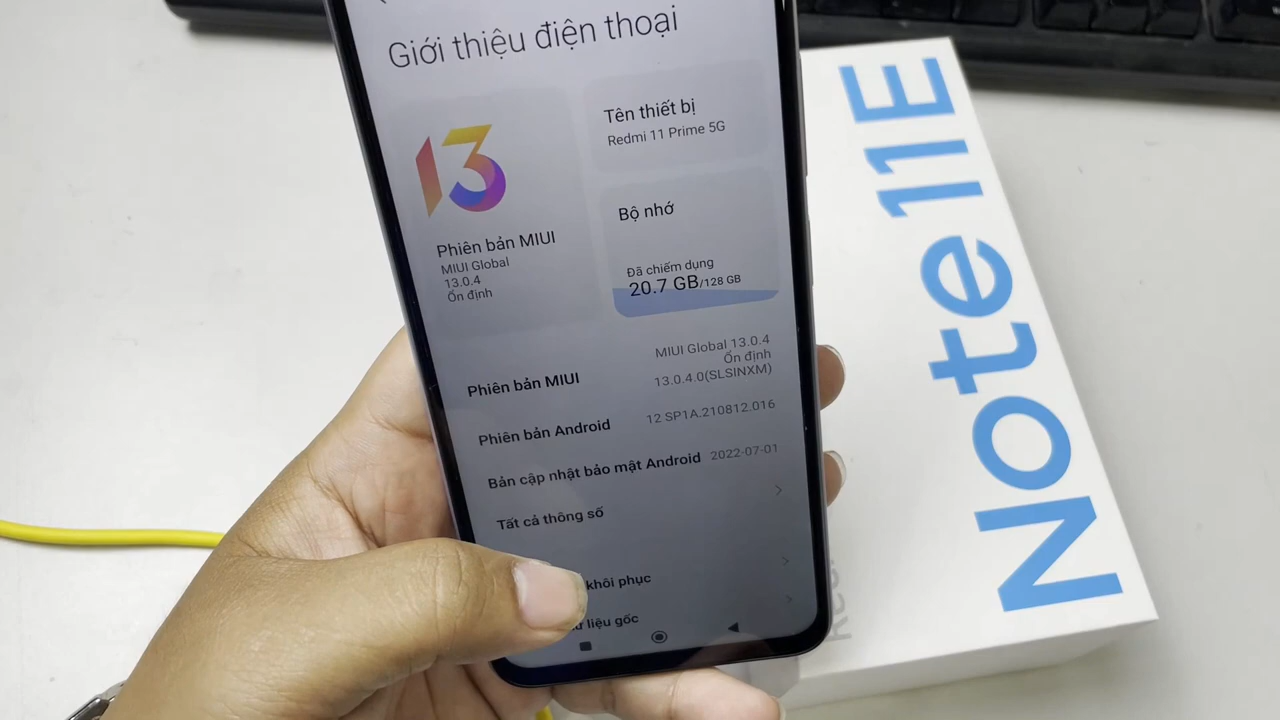 Giới thiệu điện thoại
13
Phiên bản MIUI
MIUI Global
13.0.4
Ổn định
Tên thiết bị
Redmi 11 Prime 5G
Bộ nhớ
Đã chiếm dụng
20.7 GB/128 GB
Phiên bản MIUI
MIUI Global 13.0.4
Ổn định
13.0.4.0(SLSINXM)
Phiên bản Android
12 SP1A.210812.016
Bản cập nhật bảo mật Android
2022-07-01
Tất cả thông số
khôi phục
liệu gốc
Note 11E